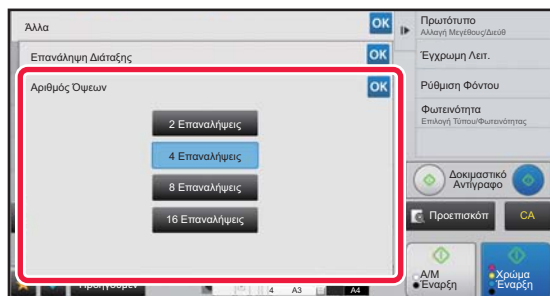 Άλλα
OK
Επανάληψη Διάταξης
OK
Αριθμός Όψεων
OK
2 Επαναλήψεις
4 Επαναλήψεις
8 Επαναλήψεις
16 Επαναλήψεις
4 A3
A4
Πρωτότυπο
Αλλαγή Μεγέθους/Διεύθ
Έγχρωμη Λειτ.
Ρύθμιση Φόντου
Φωτεινότητα
Επιλογή Τύπου/Φωτεινότητας
Δοκιμαστικό
Αντίγραφο
Προεπισκόπ
CA
Α/Μ
Έναρξη
Χρώμα
Έναρξη